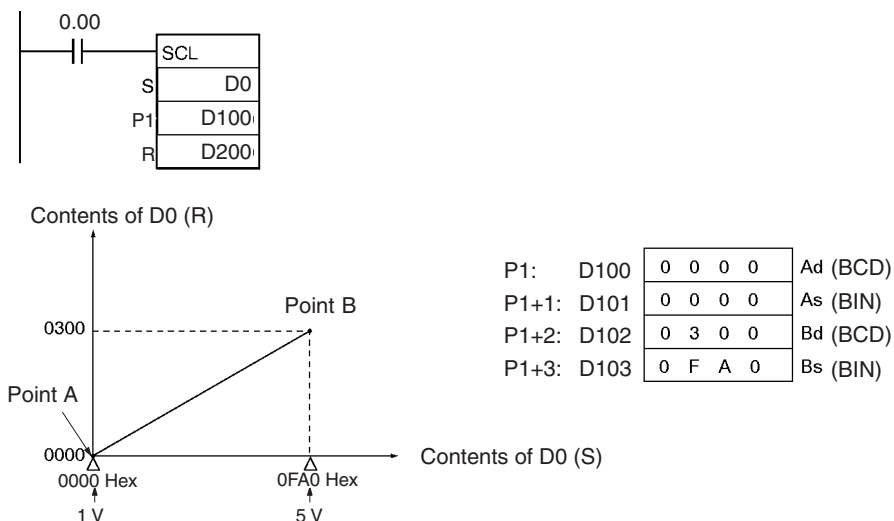 0.00
SCL
S D0
P1 D100
R D200
Contents of D0 (R)
0300
Point B
Point A
0000
0000 Hex
0FA0 Hex
Contents of D0 (S)
1 V
5 V
P1: D100 0 0 0 0 Ad (BCD)
P1+1: D101 0 0 0 0 As (BIN)
P1+2: D102 0 3 0 0 Bd (BCD)
P1+3: D103 0 F A 0 Bs (BIN)